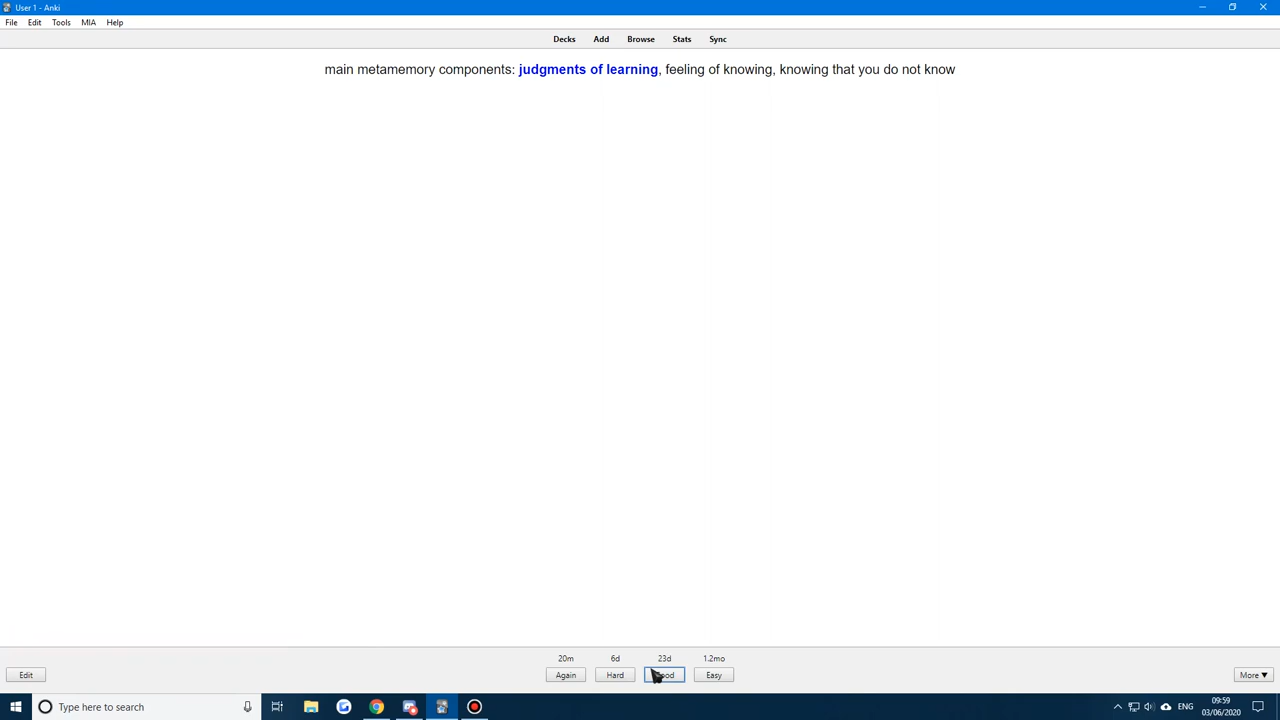 User 1 - Anki
File Edit Tools MIA Help
Decks Add Browse Stats Sync
main metamemory components: judgments of learning, feeling of knowing, knowing that you do not know
20m 6d 23d 1.2mo
Edit Again Hard Easy More ▼
Type here to search
ENG
09:59
03/06/2020